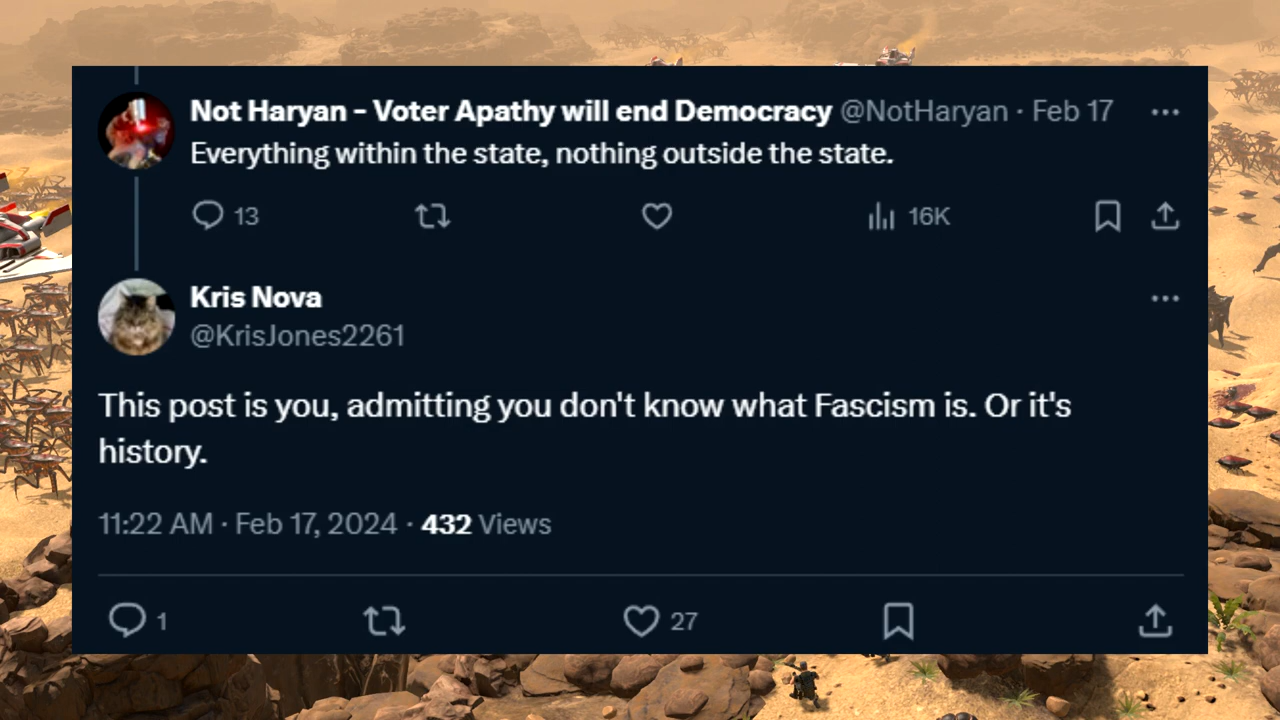 Not Haryan - Voter Apathy will end Democracy @NotHaryan · Feb 17
Everything within the state, nothing outside the state.
13
16K
Kris Nova
@KrisJones2261
This post is you, admitting you don't know what Fascism is. Or it's
history.
11:22 AM · Feb 17, 2024 · 432 Views
1
27